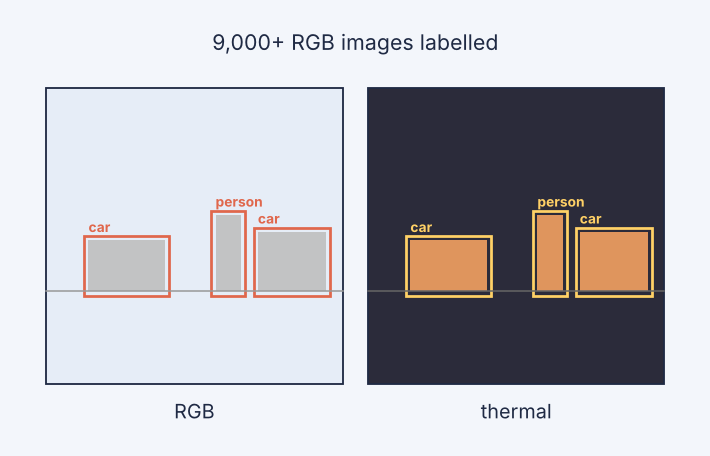 9,000+ RGB images labelled
person
car
car
person
car
car
RGB
thermal